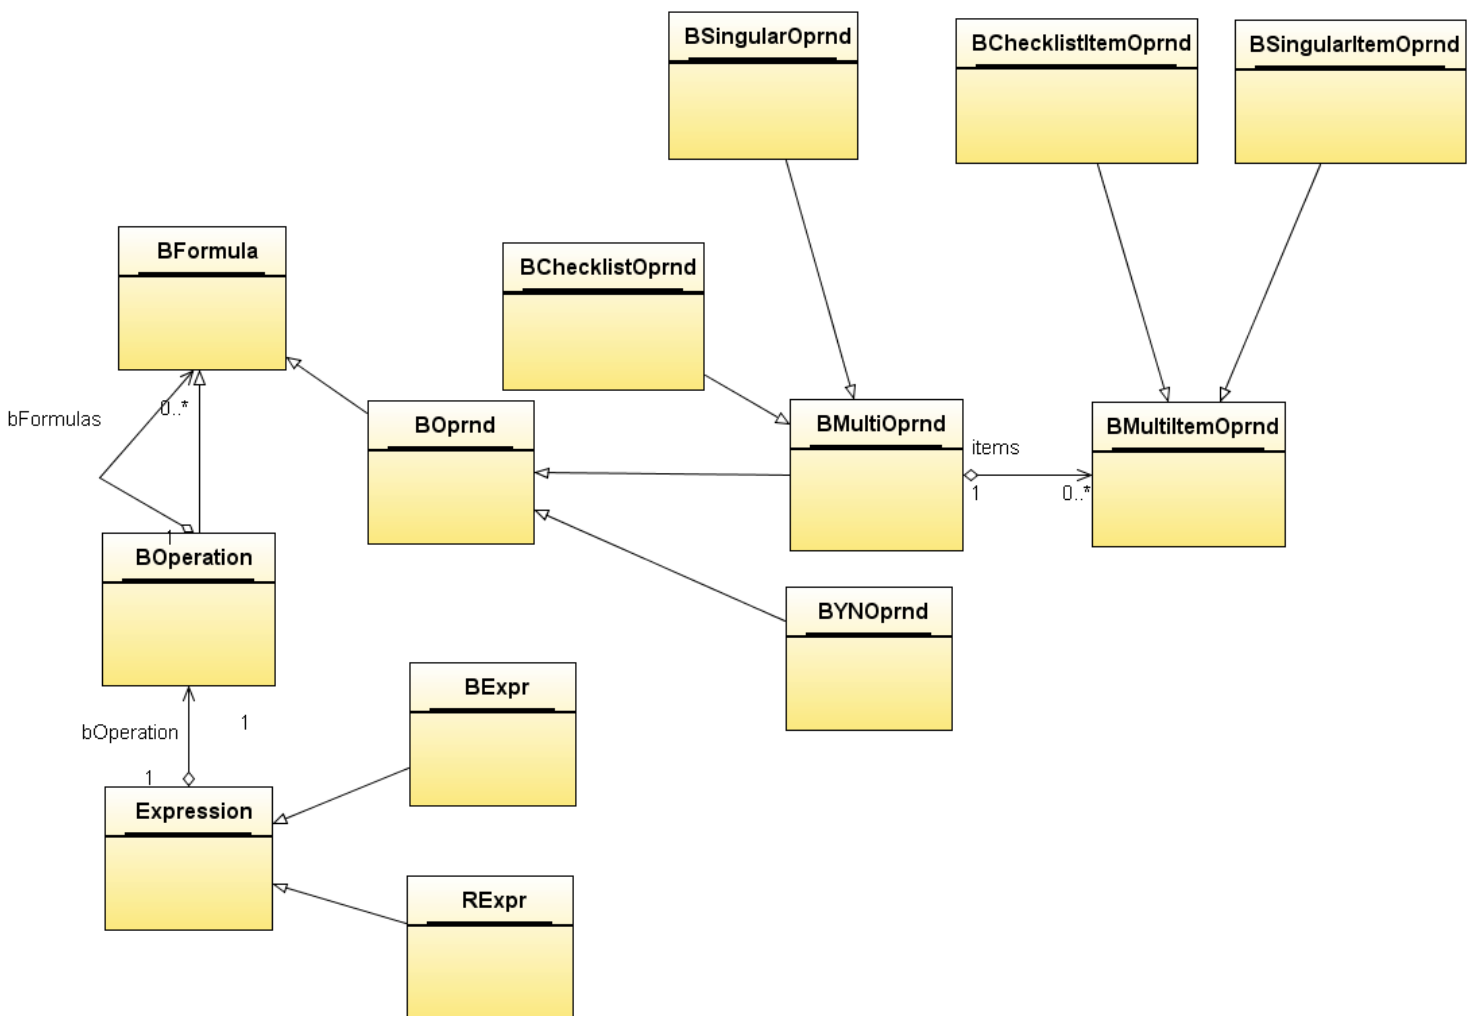 BSingularOprnd
BChecklistItemOprnd
BSingularItemOprnd
BFormula
BChecklistOprnd
bFormulas
0..*
BOprnd
BMultiOprnd
items
1
0..*
BMultiItemOprnd
1
BOperation
BYNOprnd
BExpr
bOperation
1
1
Expression
RExpr